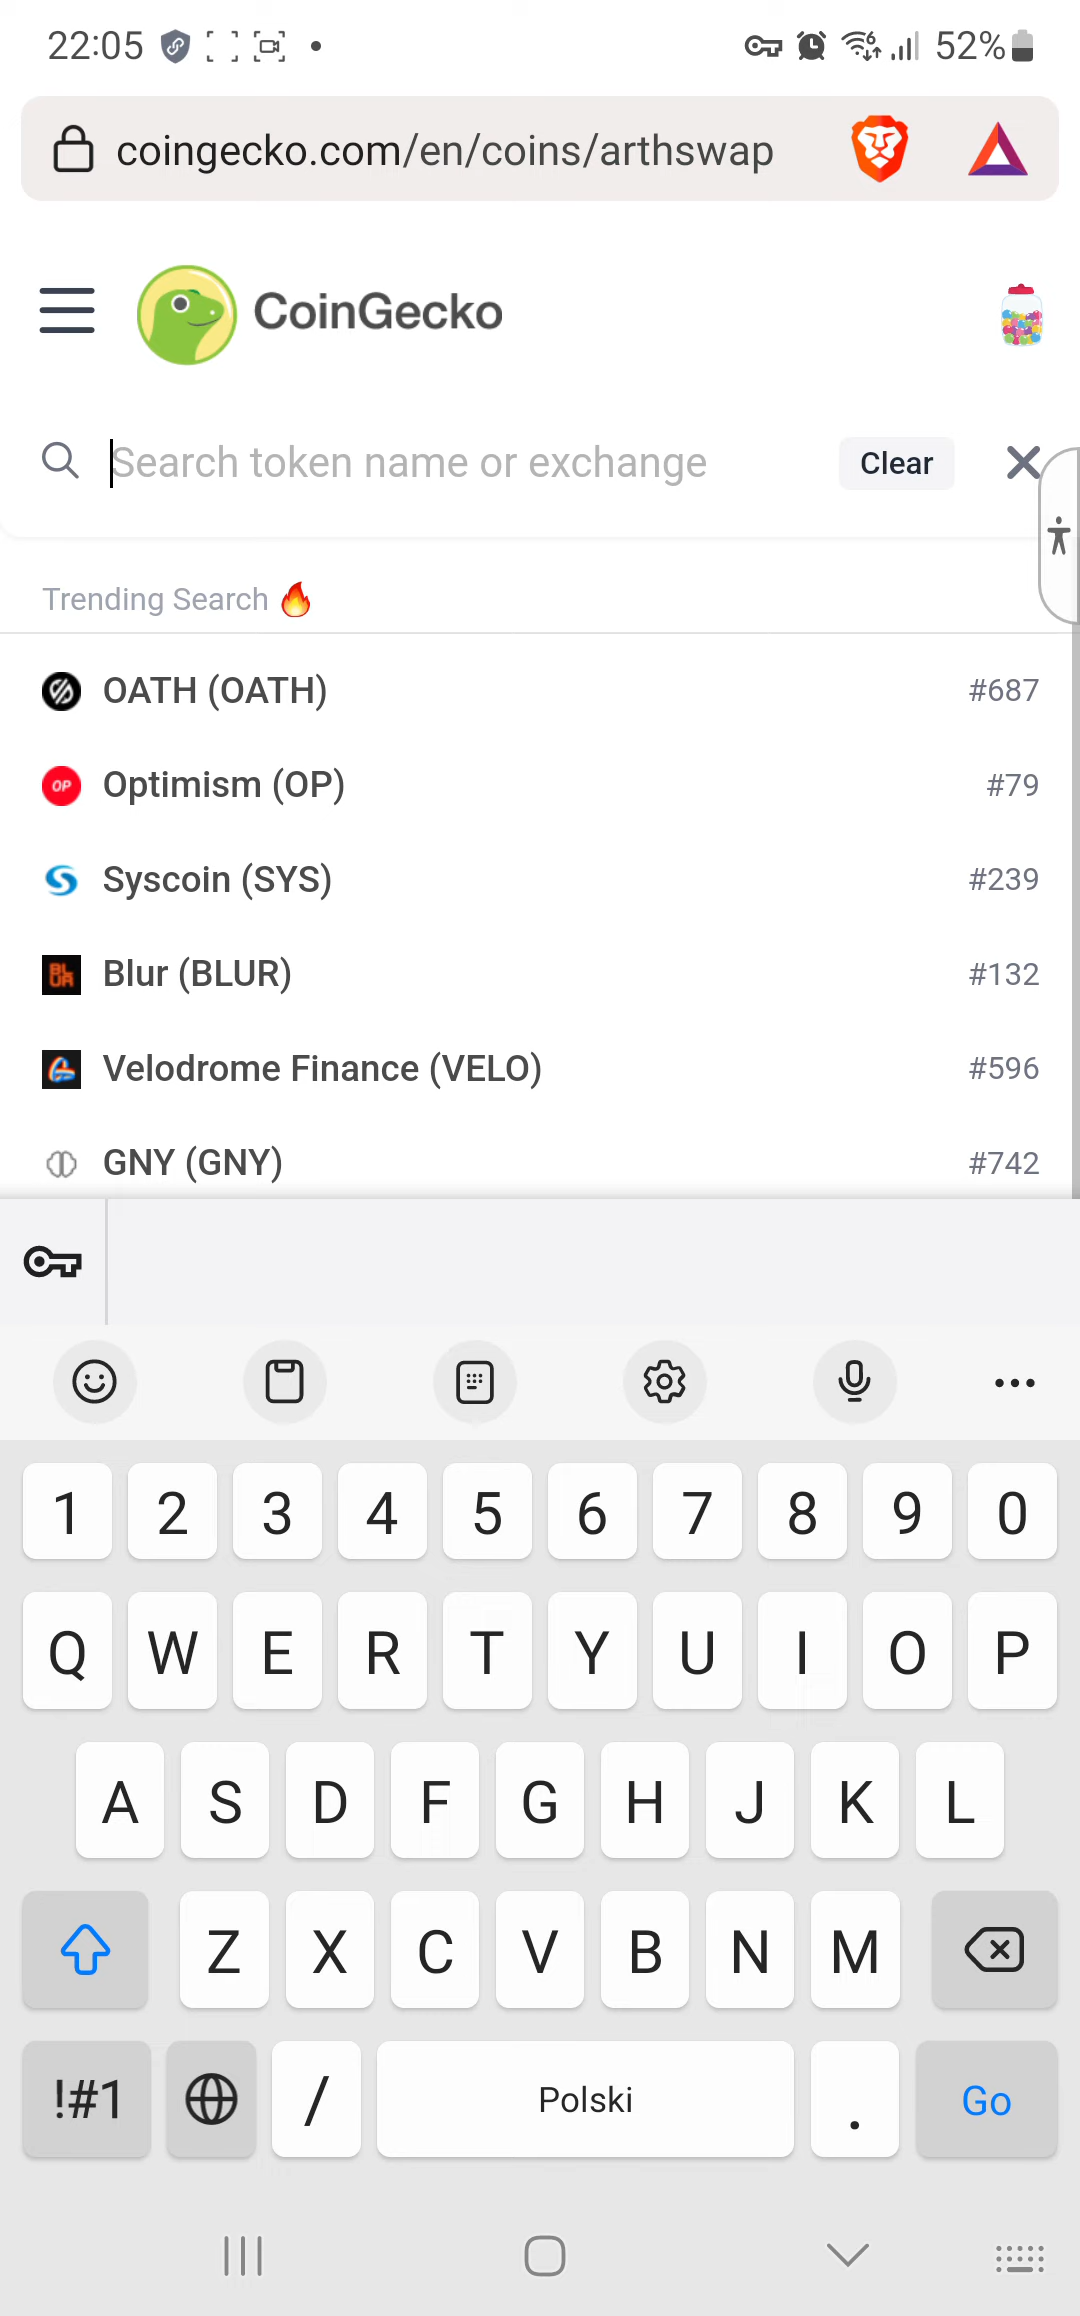 22:05
52%
coingecko.com/en/coins/arthswap
CoinGecko
Search token name or exchange
Clear
Trending Search
OATH (OATH) #687
OP Optimism (OP) #79
Syscoin (SYS) #239
BLUR Blur (BLUR) #132
Velodrome Finance (VELO) #596
GNY (GNY) #742
1 2 3 4 5 6 7 8 9 0
Q W E R T Y U I O P
A S D F G H J K L
Z X C V B N M
!#1 / Polski . Go